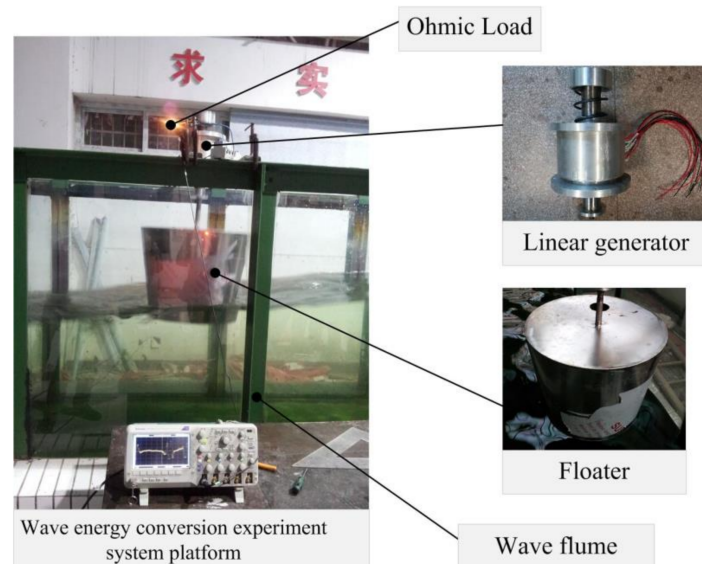 Ohmic Load
求 实
Linear generator
Floater
Wave energy conversion experiment
system platform
Wave flume